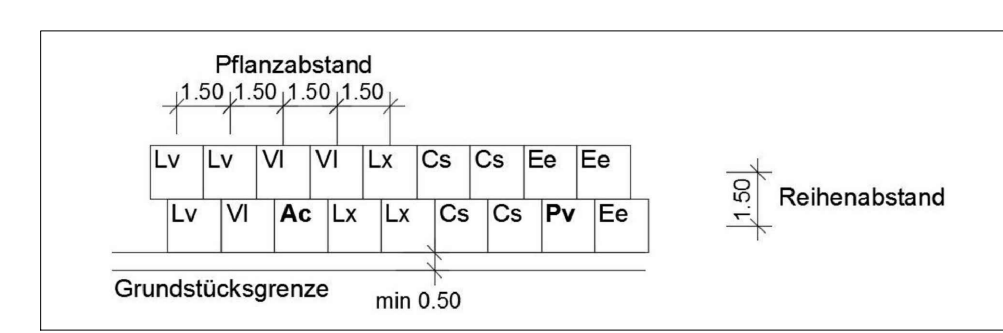 Pflanzabstand
1.50 1.50 1.50 1.50
Lv Lv Vl Vl Lx Cs Cs Ee Ee
Lv Vl Ac Lx Lx Cs Cs Pv Ee
1.50
Reihenabstand
Grundstücksgrenze
min 0.50